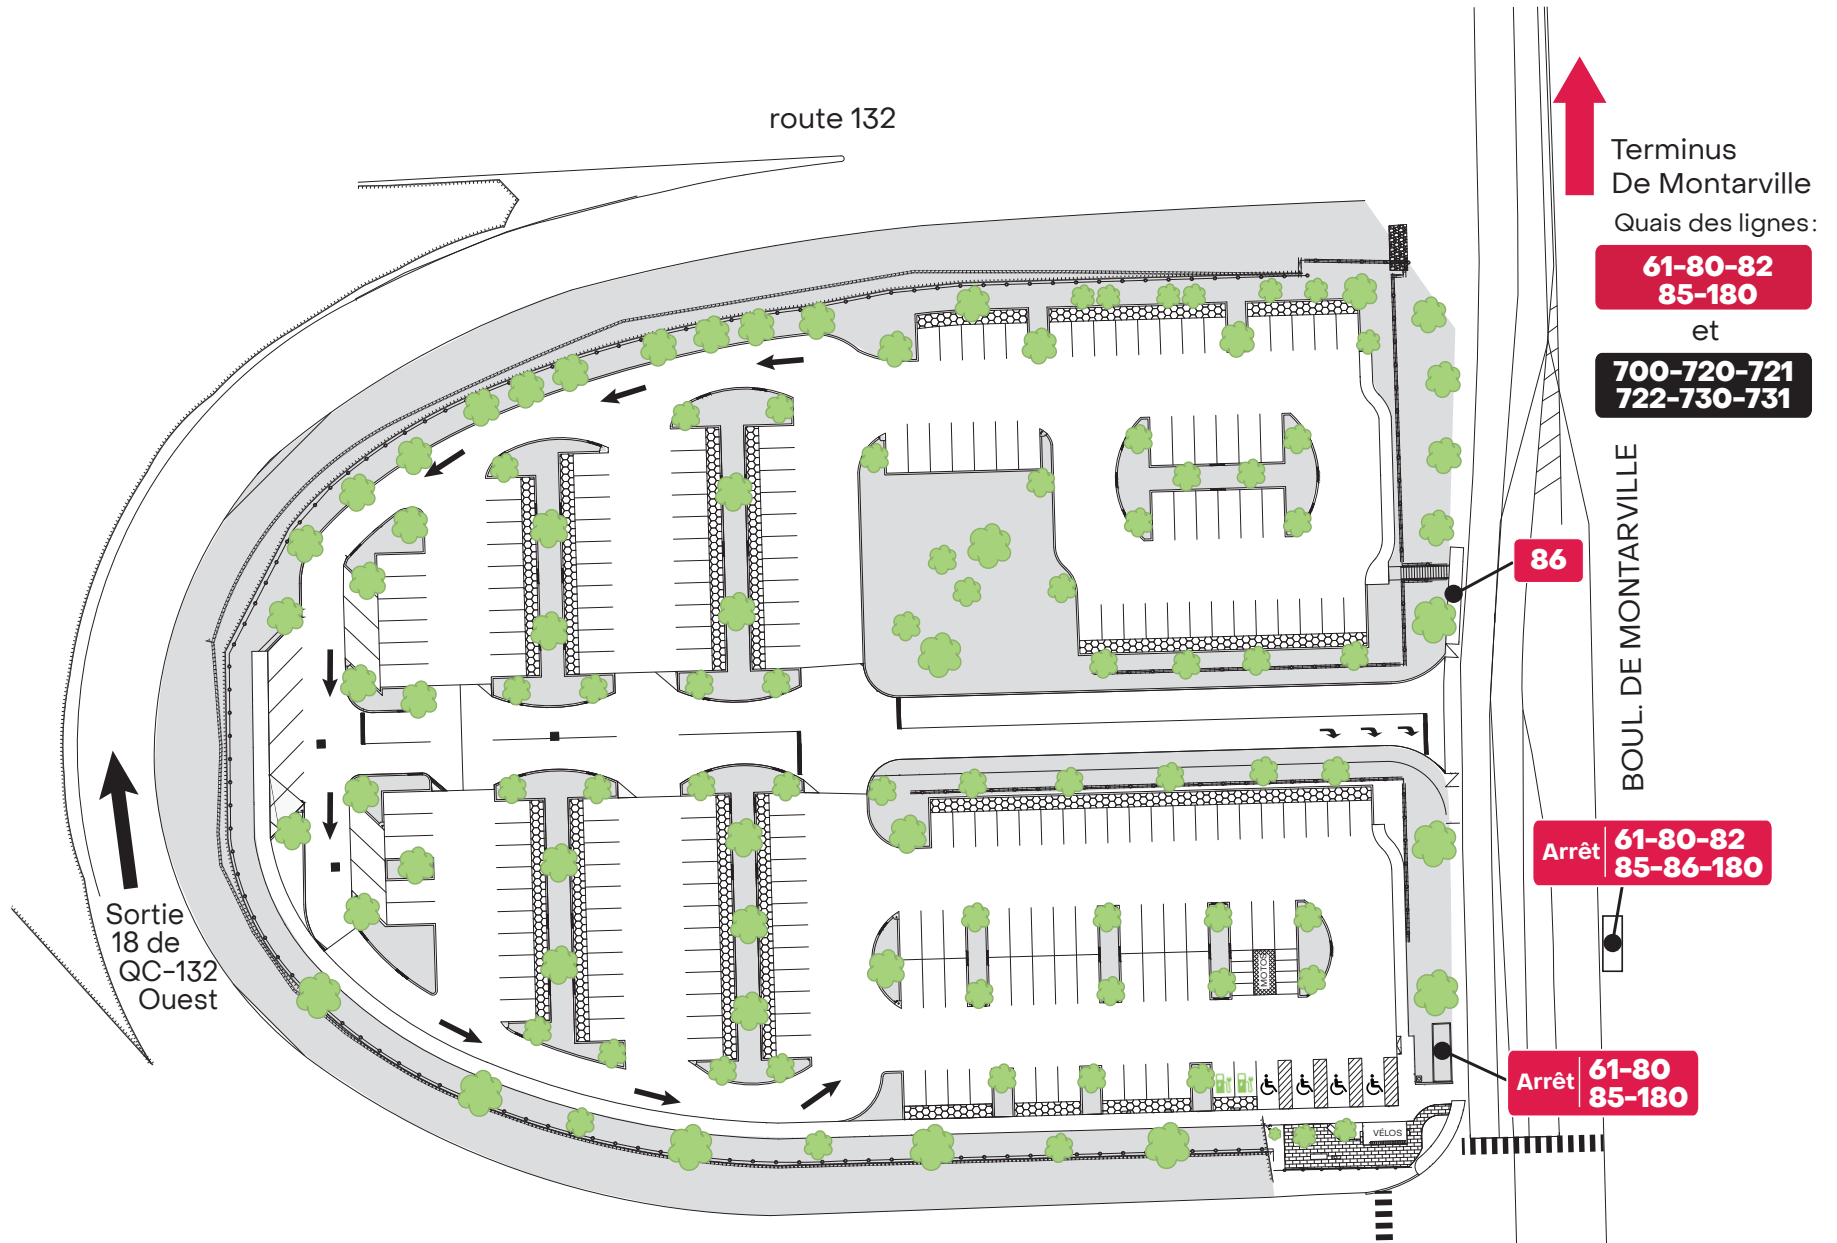 route 132
Terminus
De Montarville
Quais des lignes :
61-80-82
85-180
et
700-720-721
722-730-731
BOUL. DE MONTARVILLE
86
Arrêt
61-80-82
85-86-180
Sortie
18 de
QC-132
Ouest
MOTOS
Arrêt
61-80
85-180
VÉLOS